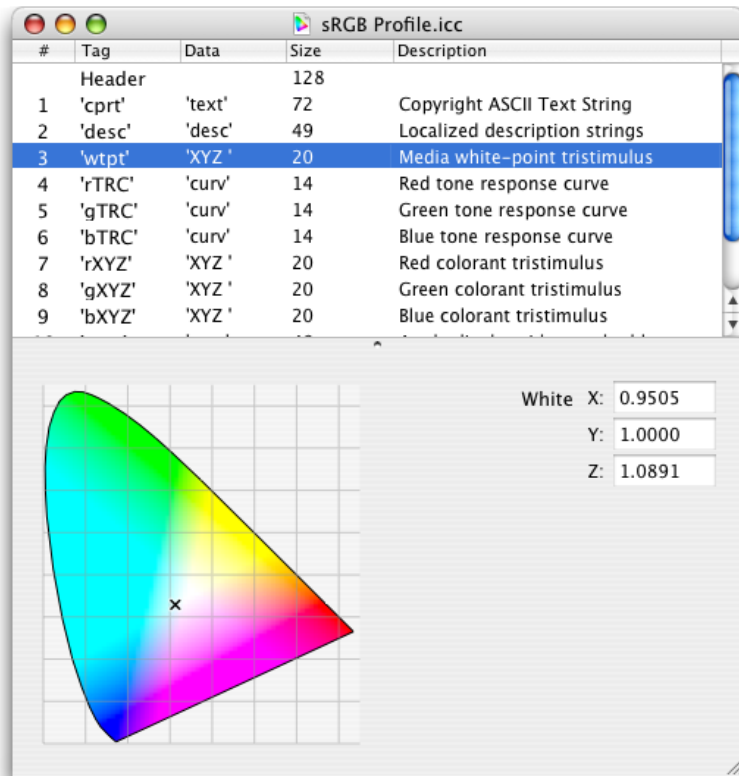 sRGB Profile.icc
# Tag Data Size Description
Header 128
1 'cprt' 'text' 72 Copyright ASCII Text String
2 'desc' 'desc' 49 Localized description strings
3 'wtpt' 'XYZ ' 20 Media white-point tristimulus
4 'rTRC' 'curv' 14 Red tone response curve
5 'gTRC' 'curv' 14 Green tone response curve
6 'bTRC' 'curv' 14 Blue tone response curve
7 'rXYZ' 'XYZ ' 20 Red colorant tristimulus
8 'gXYZ' 'XYZ ' 20 Green colorant tristimulus
9 'bXYZ' 'XYZ ' 20 Blue colorant tristimulus
White X: 0.9505
Y: 1.0000
Z: 1.0891